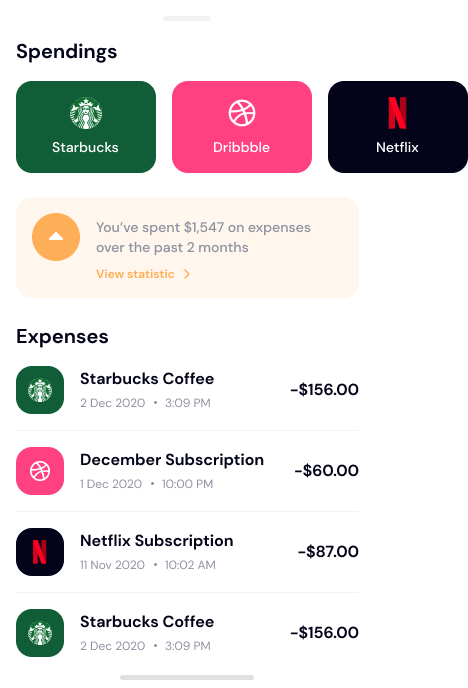 Spendings
Starbucks
Dribbble
Netflix
You’ve spent $1,547 on expenses
over the past 2 months
View statistic
Expenses
Starbucks Coffee
-$156.00
2 Dec 2020 • 3:09 PM
December Subscription
-$60.00
1 Dec 2020 • 10:00 PM
Netflix Subscription
-$87.00
11 Nov 2020 • 10:02 AM
Starbucks Coffee
-$156.00
2 Dec 2020 • 3:09 PM